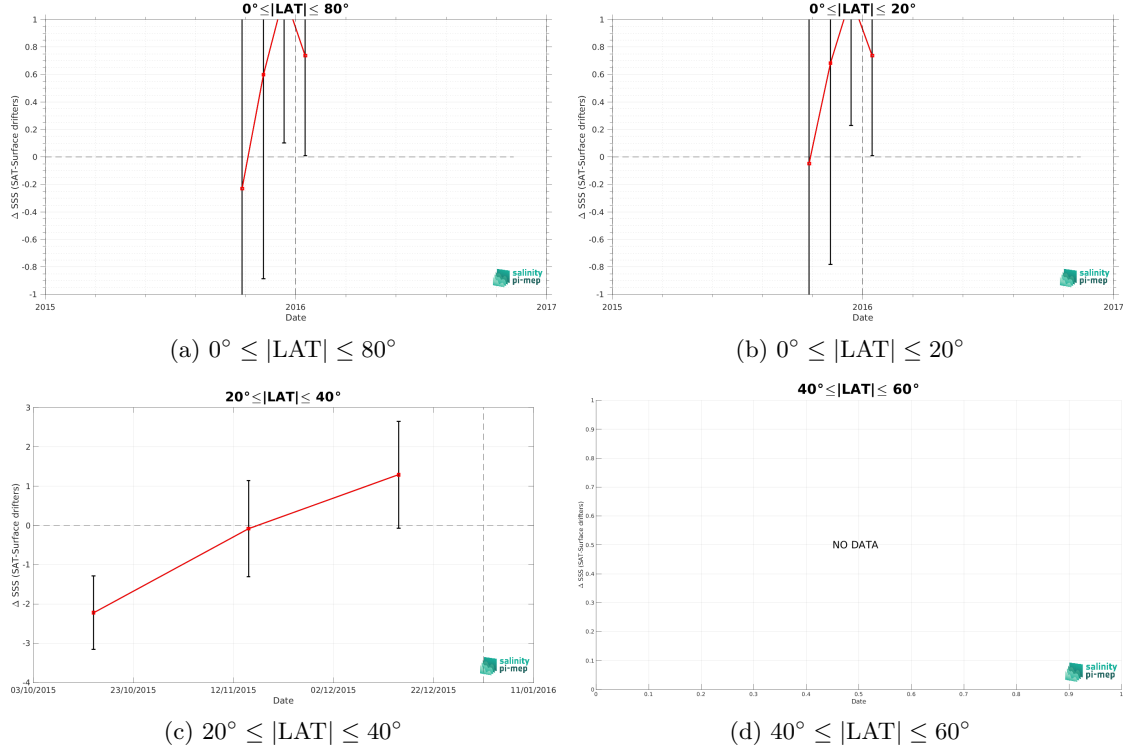 0°≤|LAT|≤ 80°
1
0.8
0.6
0.4
0.2
0
-0.2
-0.4
-0.6
-0.8
-1
Δ SSS (SAT-Surface drifters)
2015
2016
2017
Date
salinity
pi-mep
(a) 0° ≤ |LAT| ≤ 80°
0°≤|LAT|≤ 20°
1
0.8
0.6
0.4
0.2
0
-0.2
-0.4
-0.6
-0.8
-1
Δ SSS (SAT-Surface drifters)
2015
2016
2017
Date
salinity
pi-mep
(b) 0° ≤ |LAT| ≤ 20°
20°≤|LAT|≤ 40°
3
2
1
0
-1
-2
-3
-4
Δ SSS (SAT-Surface drifters)
03/10/2015
23/10/2015
12/11/2015
02/12/2015
22/12/2015
11/01/2016
Date
salinity
pi-mep
(c) 20° ≤ |LAT| ≤ 40°
40°≤|LAT|≤ 60°
1
0.9
0.8
0.7
0.6
0.5
0.4
0.3
0.2
0.1
0
Δ SSS (SAT-Surface drifters)
NO DATA
0
0.1
0.2
0.3
0.4
0.5
0.6
0.7
0.8
0.9
1
Date
salinity
pi-mep
(d) 40° ≤ |LAT| ≤ 60°